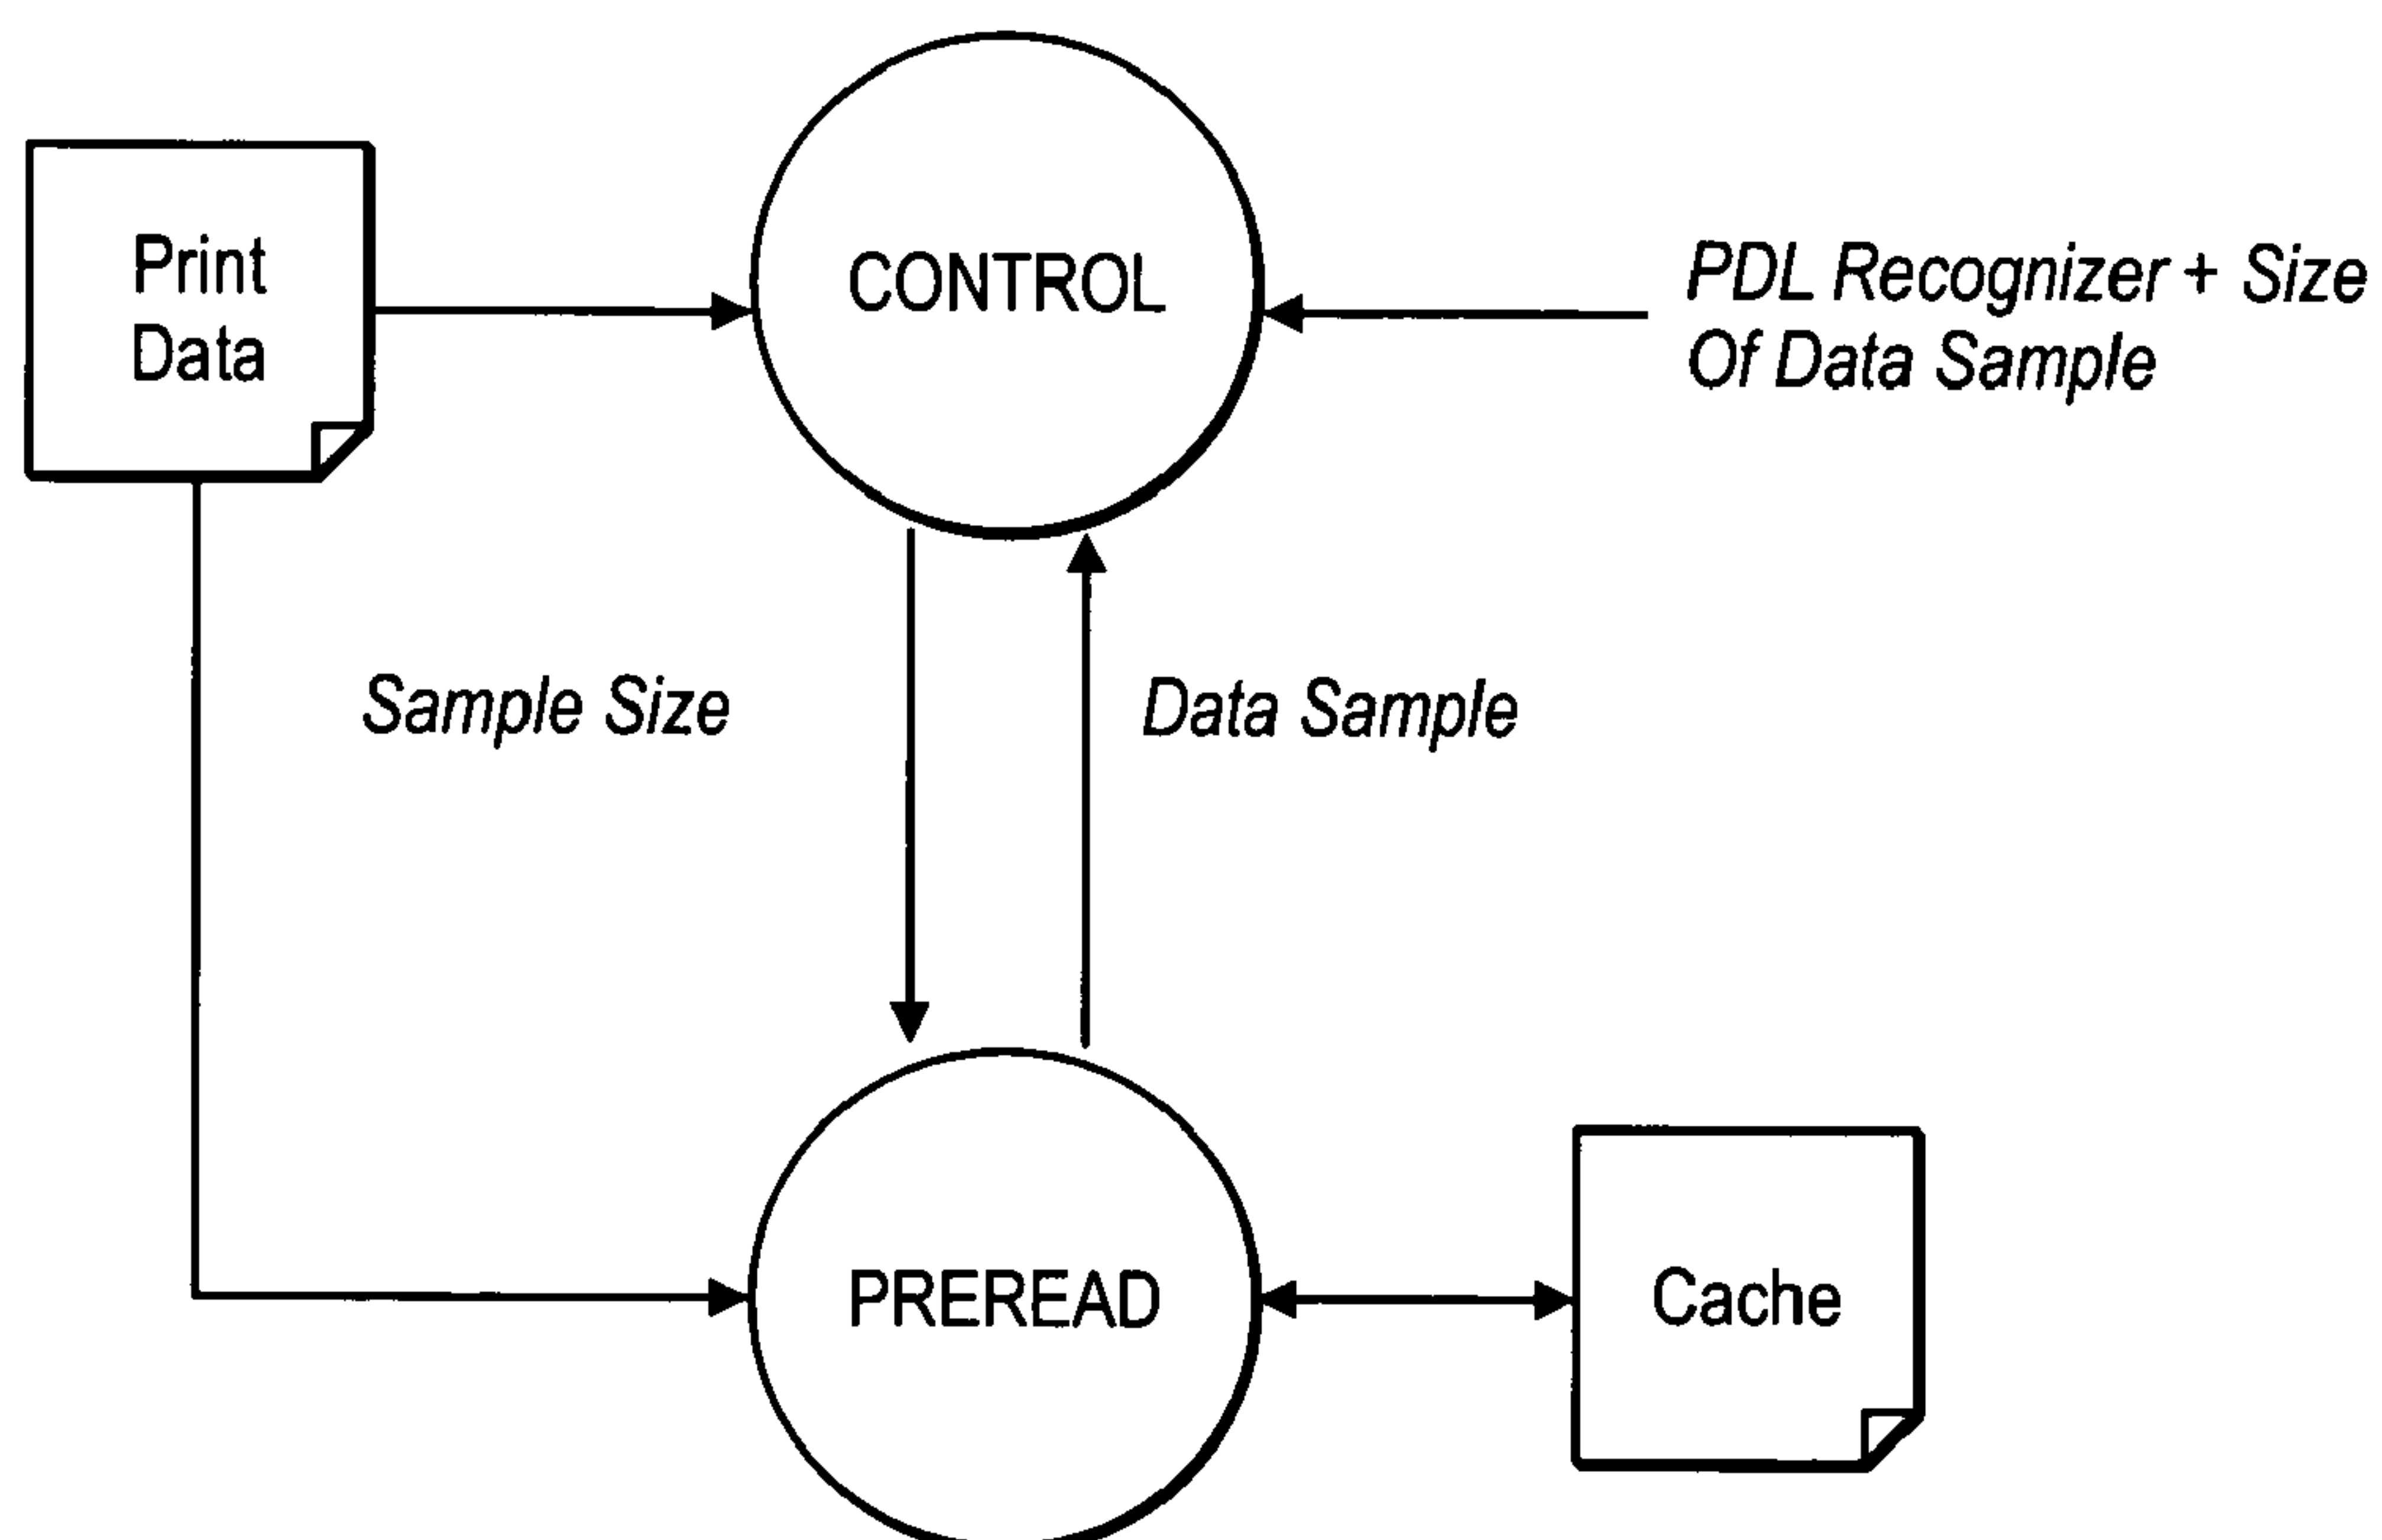 Print
Data
CONTROL
PDL Recognizer + Size
Of Data Sample
Sample Size
Data Sample
PREREAD
Cache